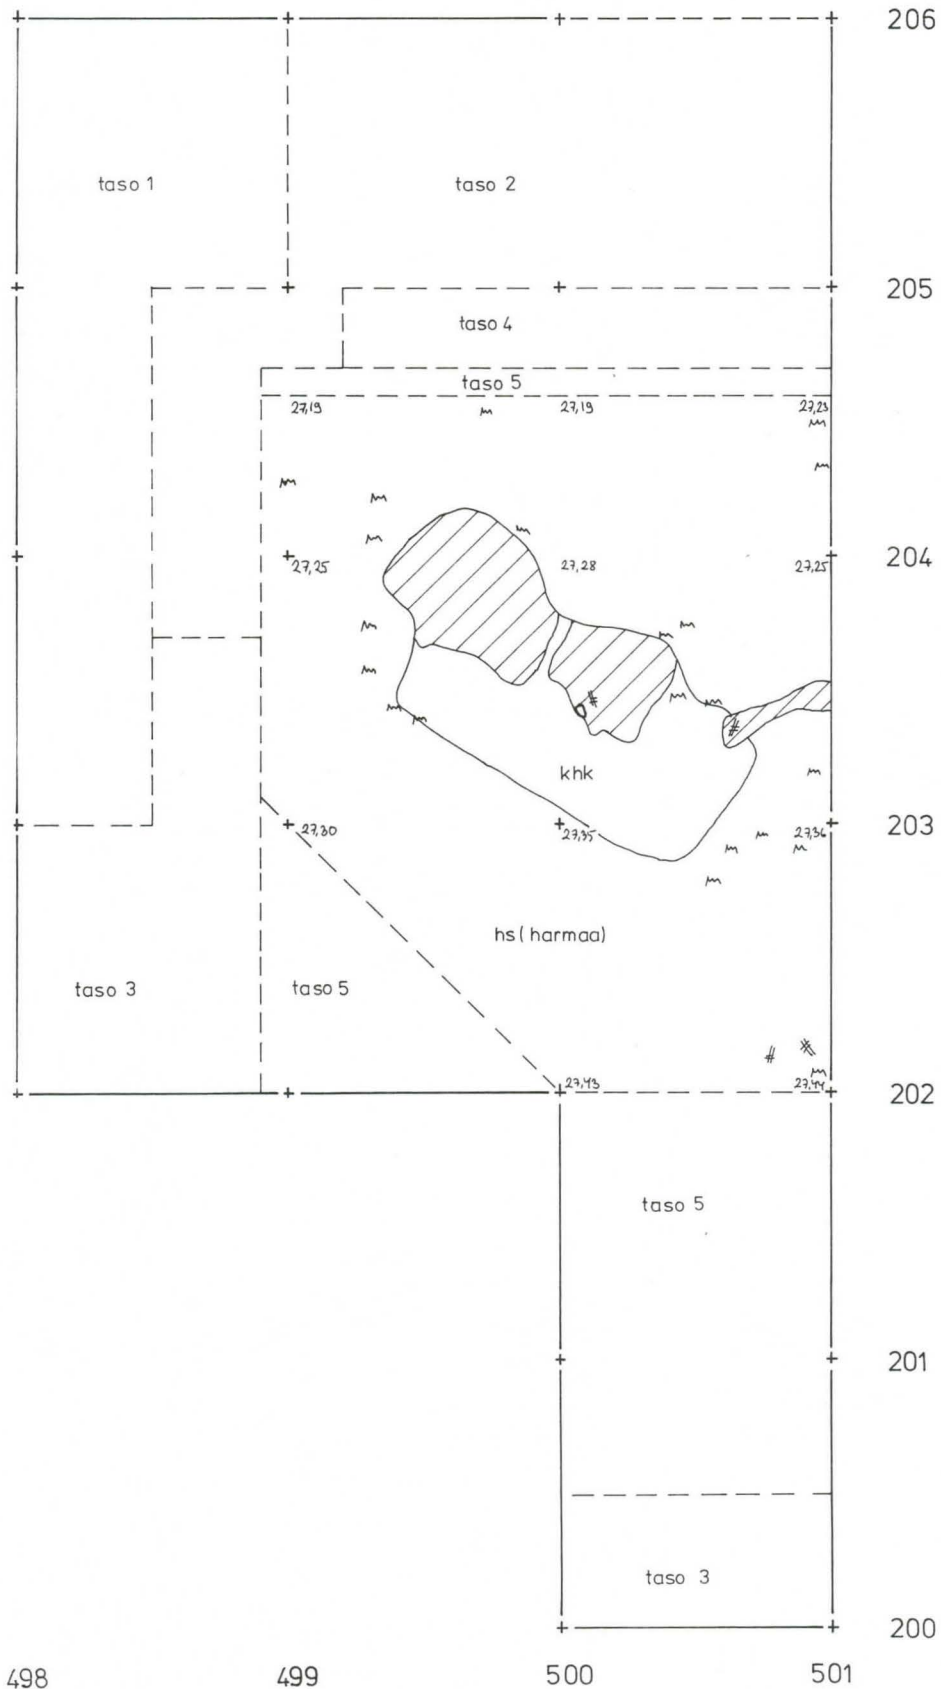 206
taso 1
taso 2
205
taso 4
taso 5
27,19
27,19
27,23
204
27,25
27,28
27,25
khk
203
27,30
27,35
27,36
hs (harmaa)
taso 3
taso 5
27,43
27,44
202
taso 5
201
taso 3
200
498
499
500
501